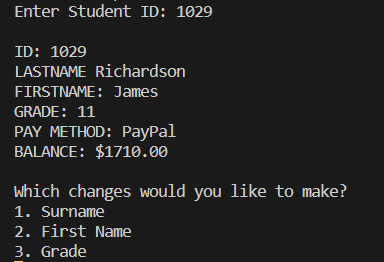 Enter Student ID: 1029
ID: 1029
LASTNAME Richardson
FIRSTNAME: James
GRADE: 11
PAY METHOD: PayPal
BALANCE: $1710.00
Which changes would you like to make?
1. Surname
2. First Name
3. Grade